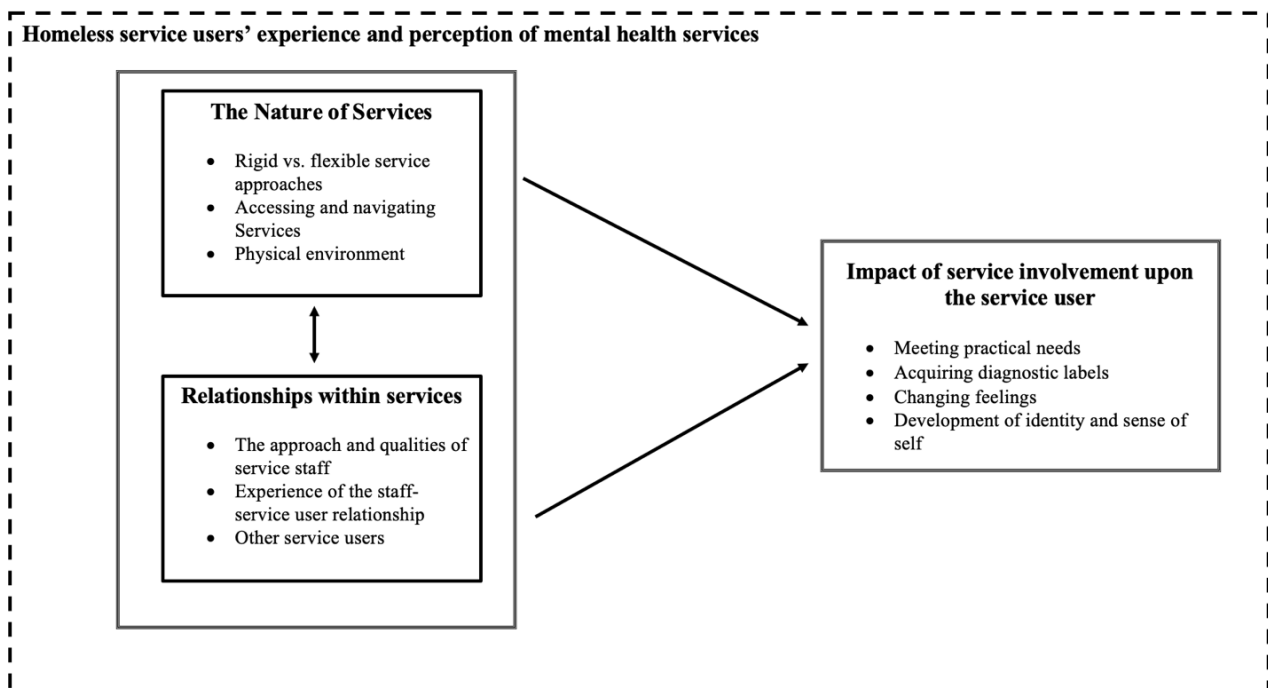 Homeless service users’ experience and perception of mental health services
The Nature of Services
• Rigid vs. flexible service
approaches
• Accessing and navigating
Services
• Physical environment
Relationships within services
• The approach and qualities of
service staff
• Experience of the staff-
service user relationship
• Other service users
Impact of service involvement upon
the service user
• Meeting practical needs
• Acquiring diagnostic labels
• Changing feelings
• Development of identity and sense of
self